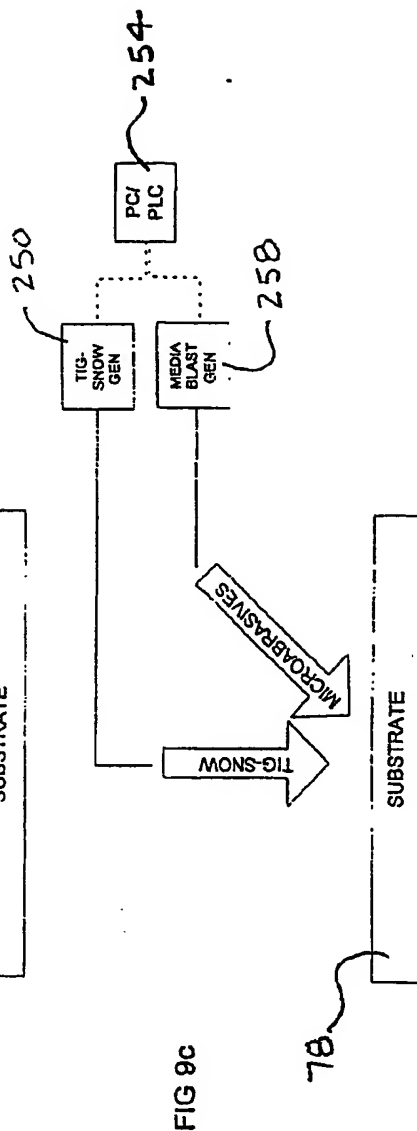 SUBSTRATE
250
TIG-
SNOW
GEN
PC/
PLC
254
MEDIA
BLAST
GEN
258
TIG-SNOW
MICROABRASIVES
FIG 9c
SUBSTRATE
78